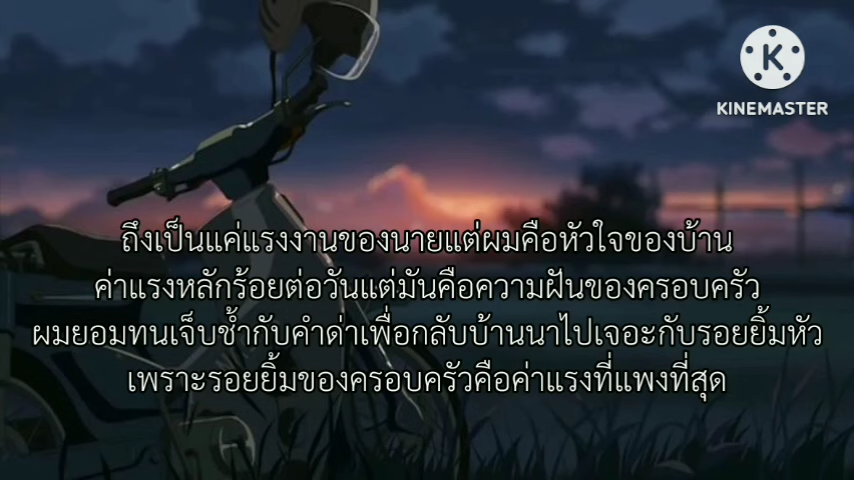 KINEMASTER
ถึงเป็นแค่แรงงานของนายแต่ผมคือหัวใจของบ้าน
ค่าแรงหลักร้อยต่อวันแต่มันคือความฝันของครอบครัว
ผมยอมทนเจ็บช้ำกับคำด่าเพื่อกลับบ้านนาไปเจอะกับรอยยิ้มหัว
เพราะรอยยิ้มของครอบครัวคือค่าแรงที่แพงที่สุด